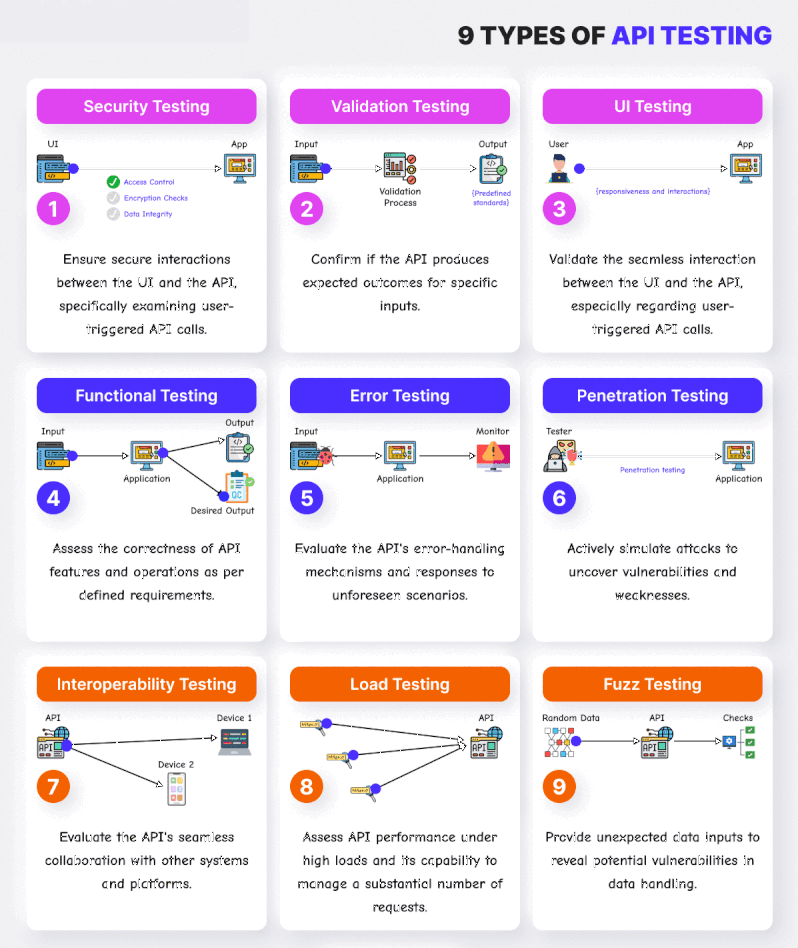 9 TYPES OF API TESTING
Security Testing
UI
App
Access Control
Encryption Checks
Data Integrity
1
Ensure secure interactions
between the UI and the API,
specifically examining user-
triggered API calls.
Validation Testing
Input
Output
Validation
Process
{Predefined
standards}
2
Confirm if the API produces
expected outcomes for specific
inputs.
UI Testing
User
App
{responsiveness and interactions}
3
Validate the seamless interaction
between the UI and the API,
especially regarding user-
triggered API calls.
Functional Testing
Input
Output
Application
QC
Desired Output
4
Assess the correctness of API
features and operations as per
defined requirements.
Error Testing
Input
Monitor
Application
5
Evaluate the API's error-handling
mechanisms and responses to
unforeseen scenarios.
Penetration Testing
Tester
Penetration testing
Application
6
Actively simulate attacks to
uncover vulnerabilities and
weaknesses.
Interoperability Testing
API
API
Device 1
Device 2
7
Evaluate the API's seamless
collaboration with other systems
and platforms.
Load Testing
API
API
8
Assess API performance under
high loads and its capability to
manage a substantial number of
requests.
Fuzz Testing
Random Data
API
API
Checks
9
Provide unexpected data inputs to
reveal potential vulnerabilities in
data handling.